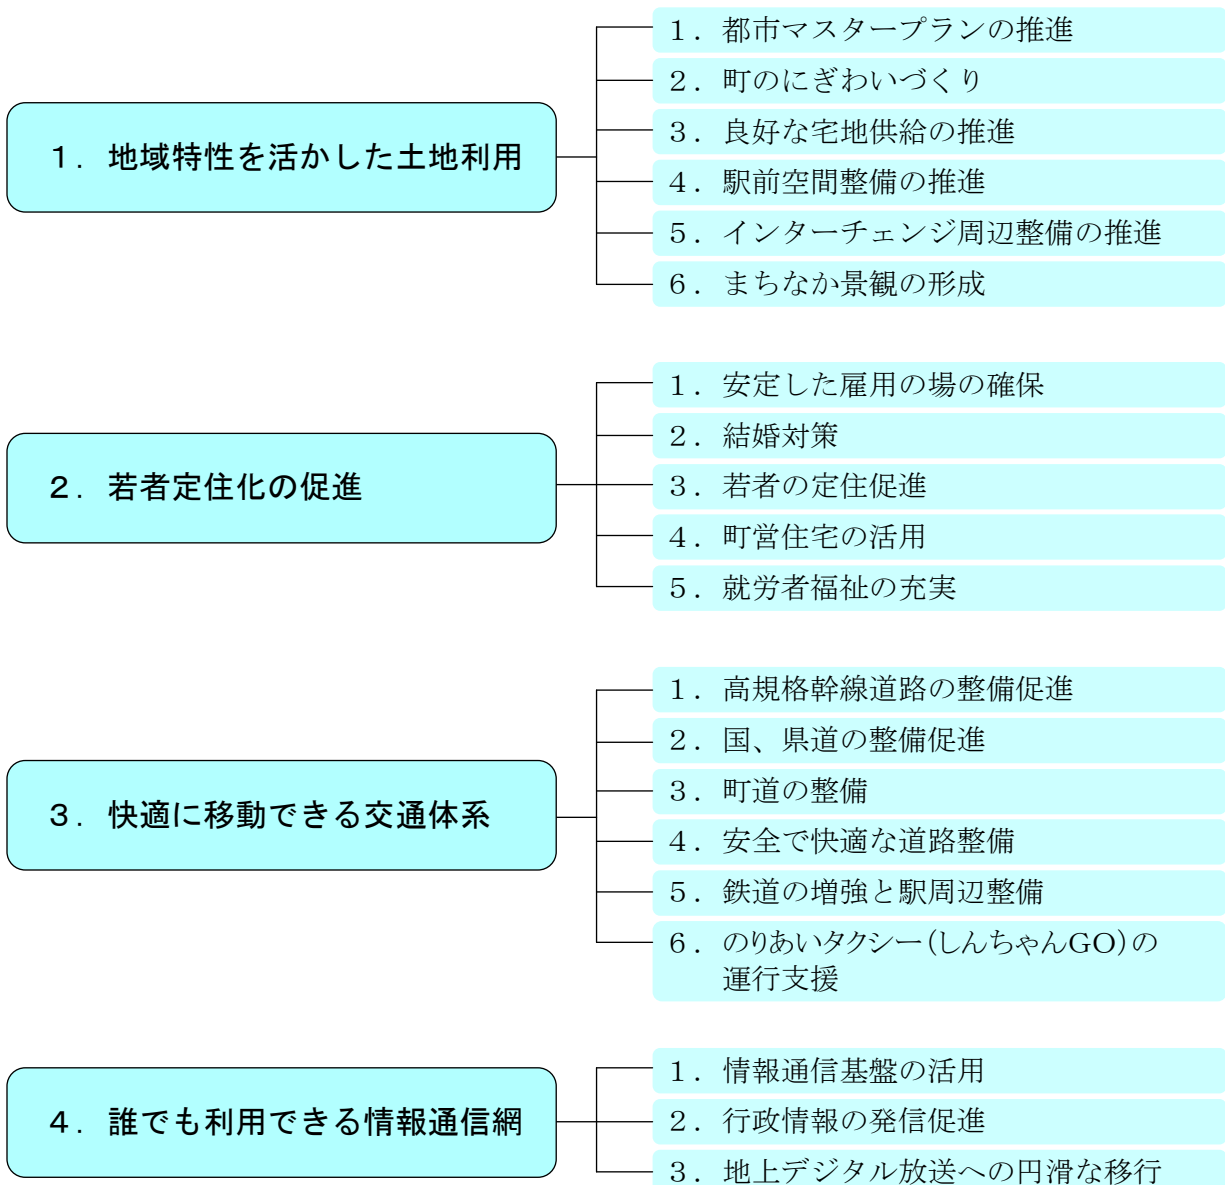 1．地域特性を活かした土地利用
1．都市マスタープランの推進
2．町のにぎわいづくり
3．良好な宅地供給の推進
4．駅前空間整備の推進
5．インターチェンジ周辺整備の推進
6．まちなか景観の形成
2．若者定住化の促進
1．安定した雇用の場の確保
2．結婚対策
3．若者の定住促進
4．町営住宅の活用
5．就労者福祉の充実
3．快適に移動できる交通体系
1．高規格幹線道路の整備促進
2．国、県道の整備促進
3．町道の整備
4．安全で快適な道路整備
5．鉄道の増強と駅周辺整備
6．のりあいタクシー(しんちゃんGO)の
運行支援
4．誰でも利用できる情報通信網
1．情報通信基盤の活用
2．行政情報の発信促進
3．地上デジタル放送への円滑な移行